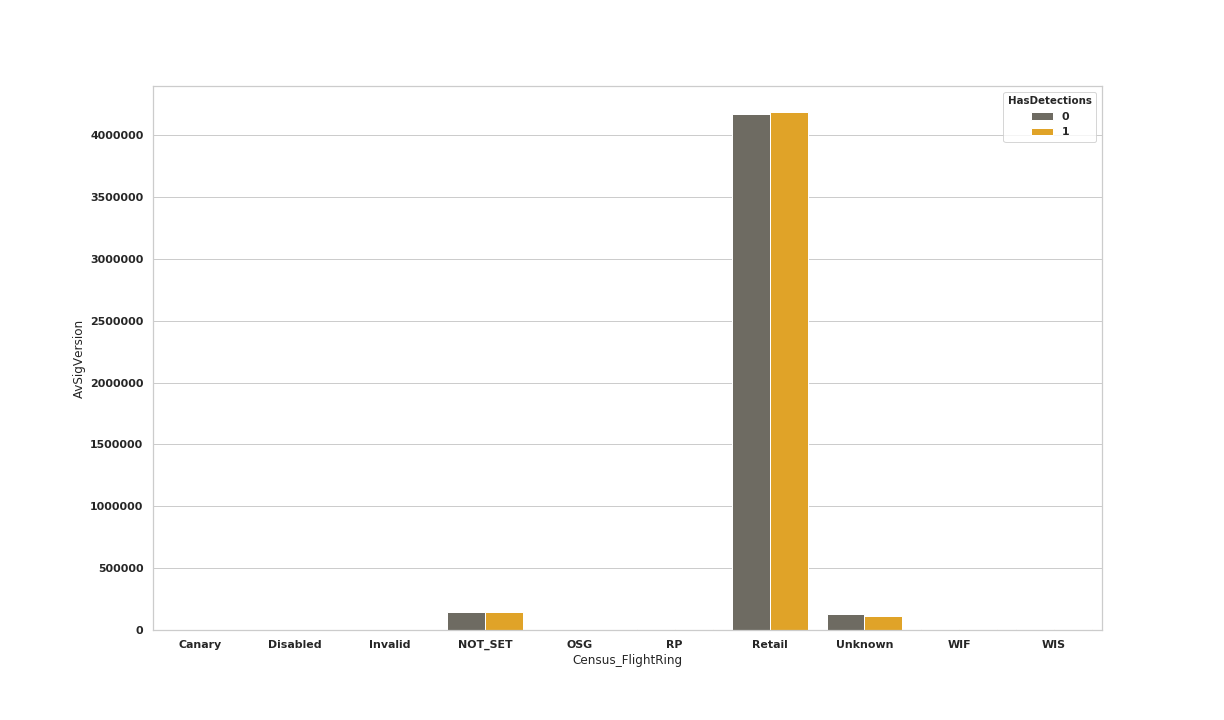 HasDetections
0
1
4000000
3500000
3000000
2500000
2000000
1500000
1000000
500000
0
AvSigVersion
Canary Disabled Invalid NOT_SET OSG RP Retail Unknown WIF WIS
Census_FlightRing